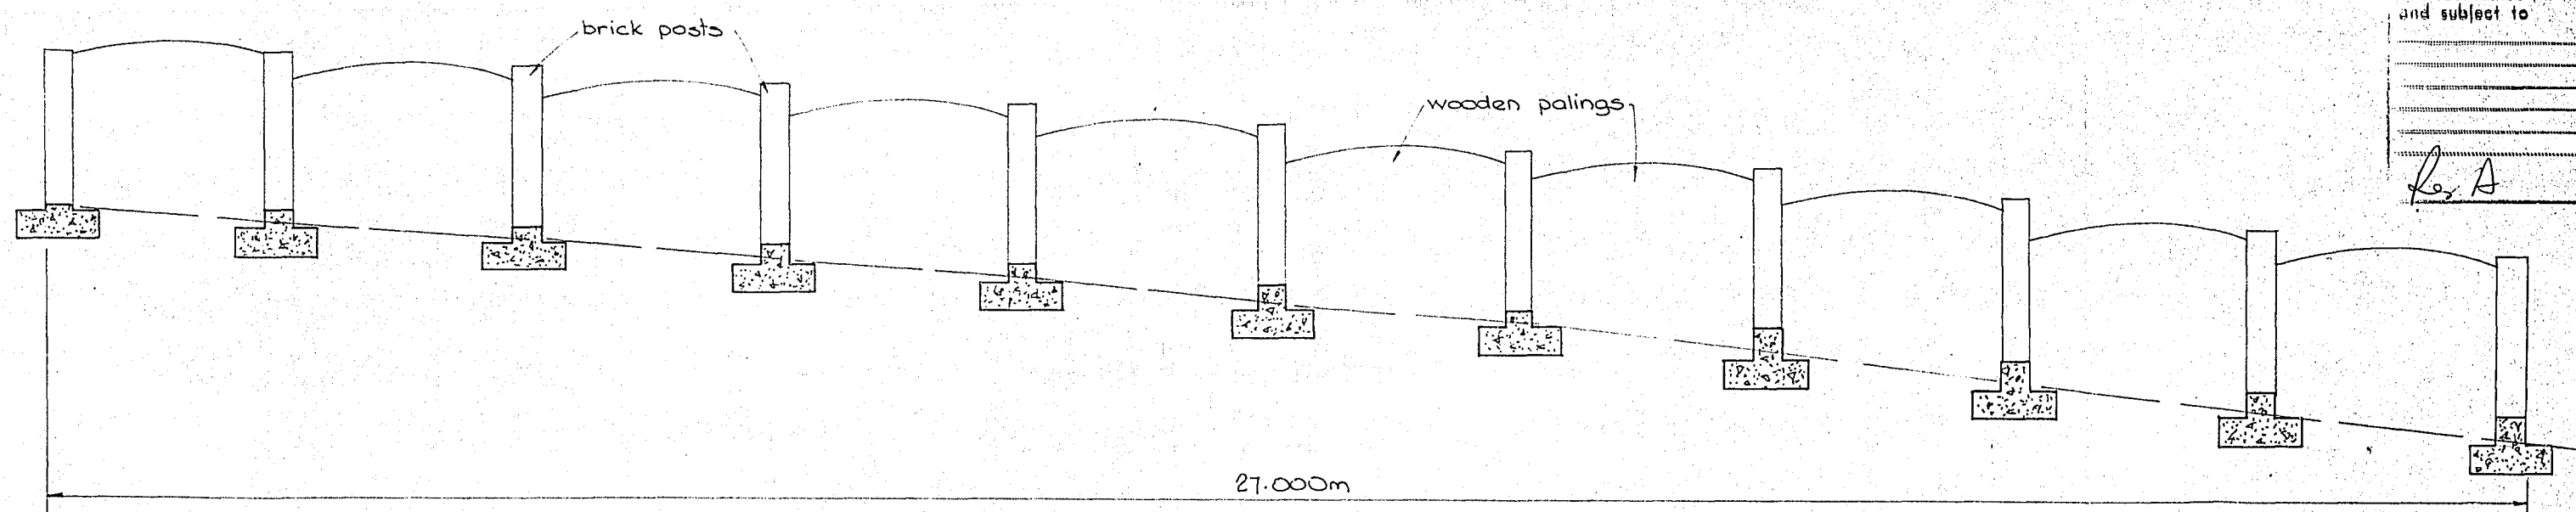 and subject to
brick posts
wooden palings
27.000m